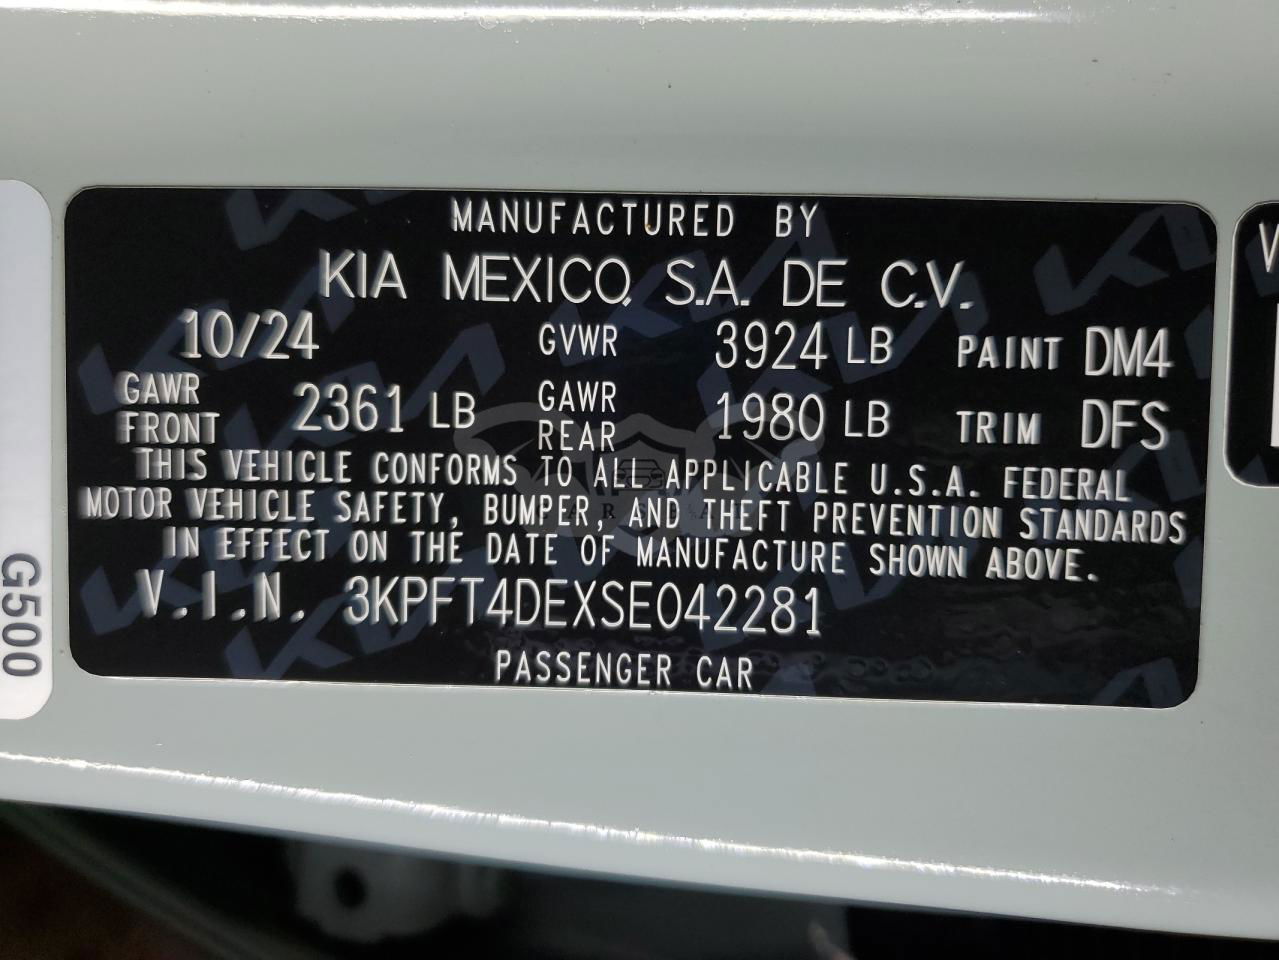 MANUFACTURED BY
KIA MEXICO, S.A. DE C.V.
10/24 GVWR 3924 LB PAINT DM4
GAWR FRONT 2361 LB GAWR REAR 1980 LB TRIM DFS
THIS VEHICLE CONFORMS TO ALL APPLICABLE U.S.A. FEDERAL
MOTOR VEHICLE SAFETY, BUMPER, AND THEFT PREVENTION STANDARDS
IN EFFECT ON THE DATE OF MANUFACTURE SHOWN ABOVE.
V.I.N. 3KPFT4DEXSE042281
PASSENGER CAR
G500
V